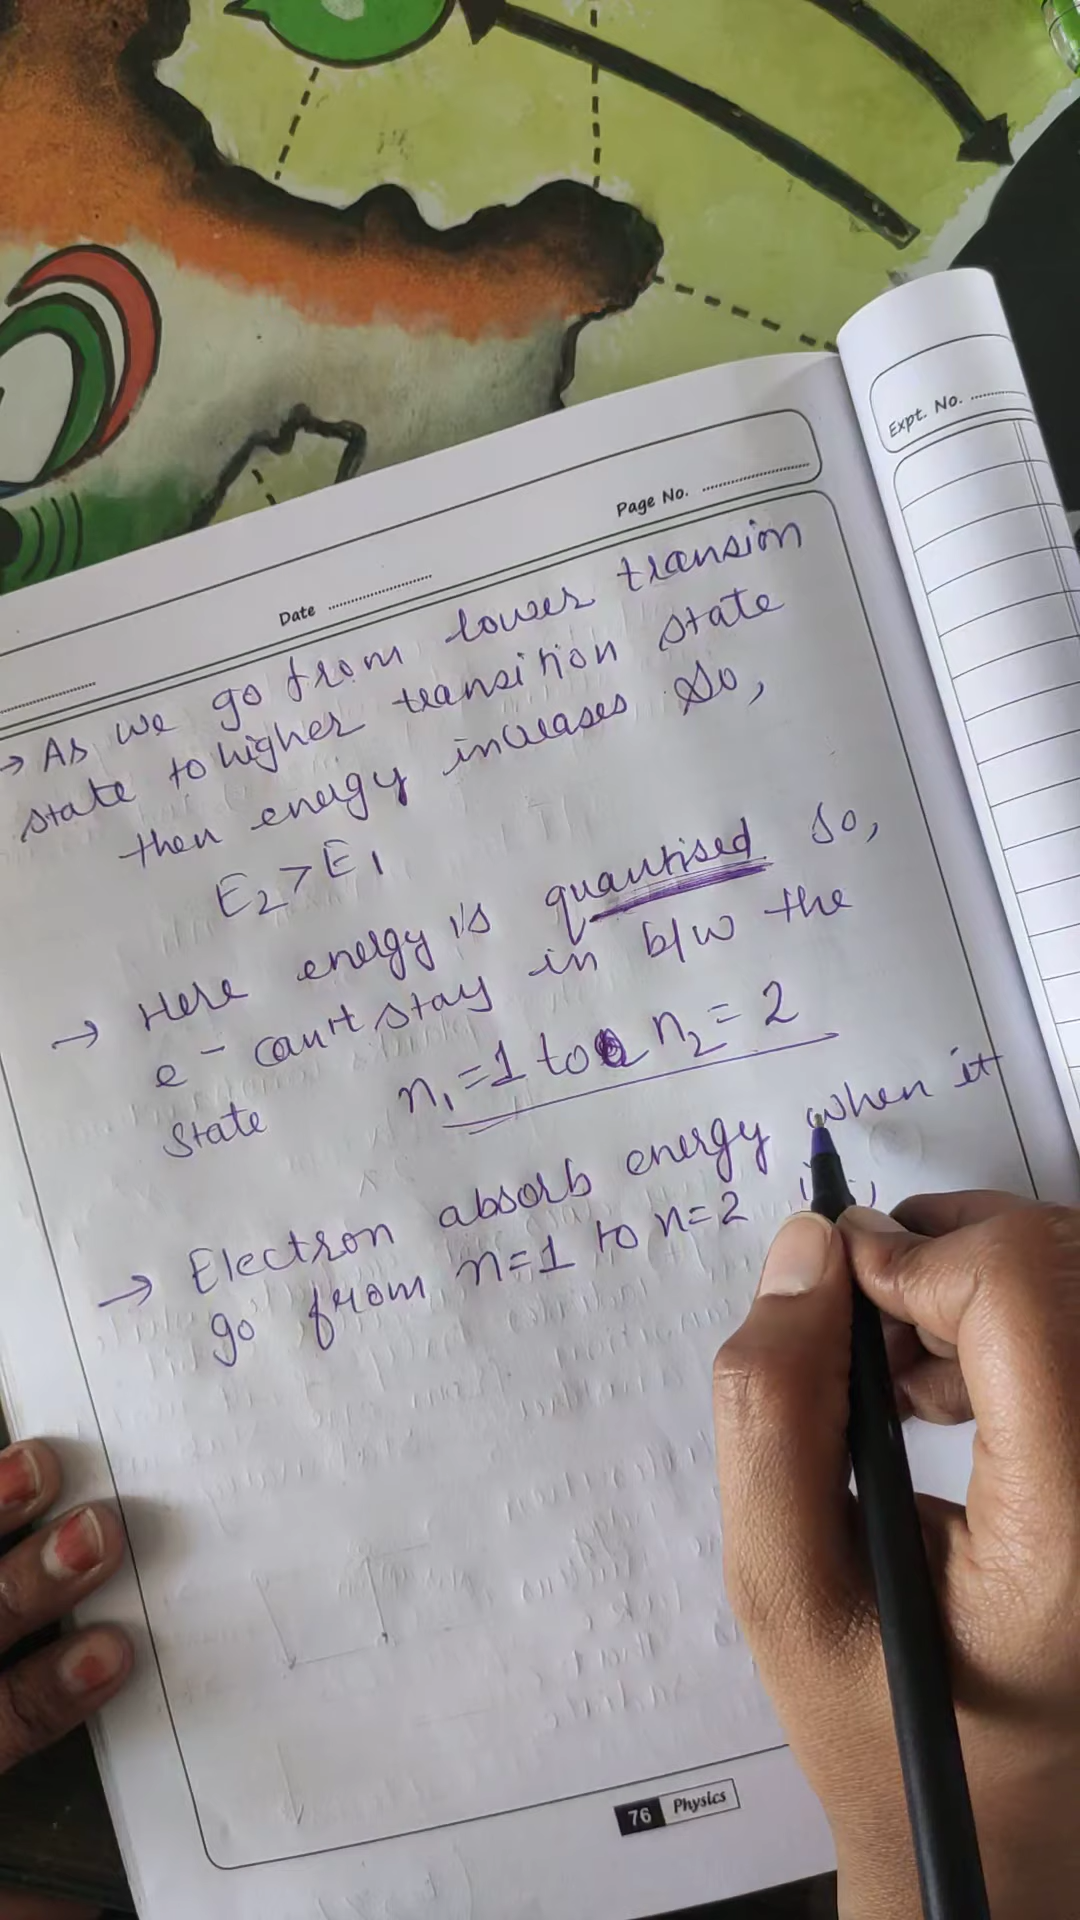 Expt. No. ..........
Page No. ....................
Date ....................
→ As we go from lower transion
state to higher transition state
then energy increases So,
E2 > E1
→ Here energy is quantised So,
e- can't stay in b/w the
state n1 = 1 to n2 = 2
→ Electron absorb energy when it
go from n=1 to n=2
76 Physics